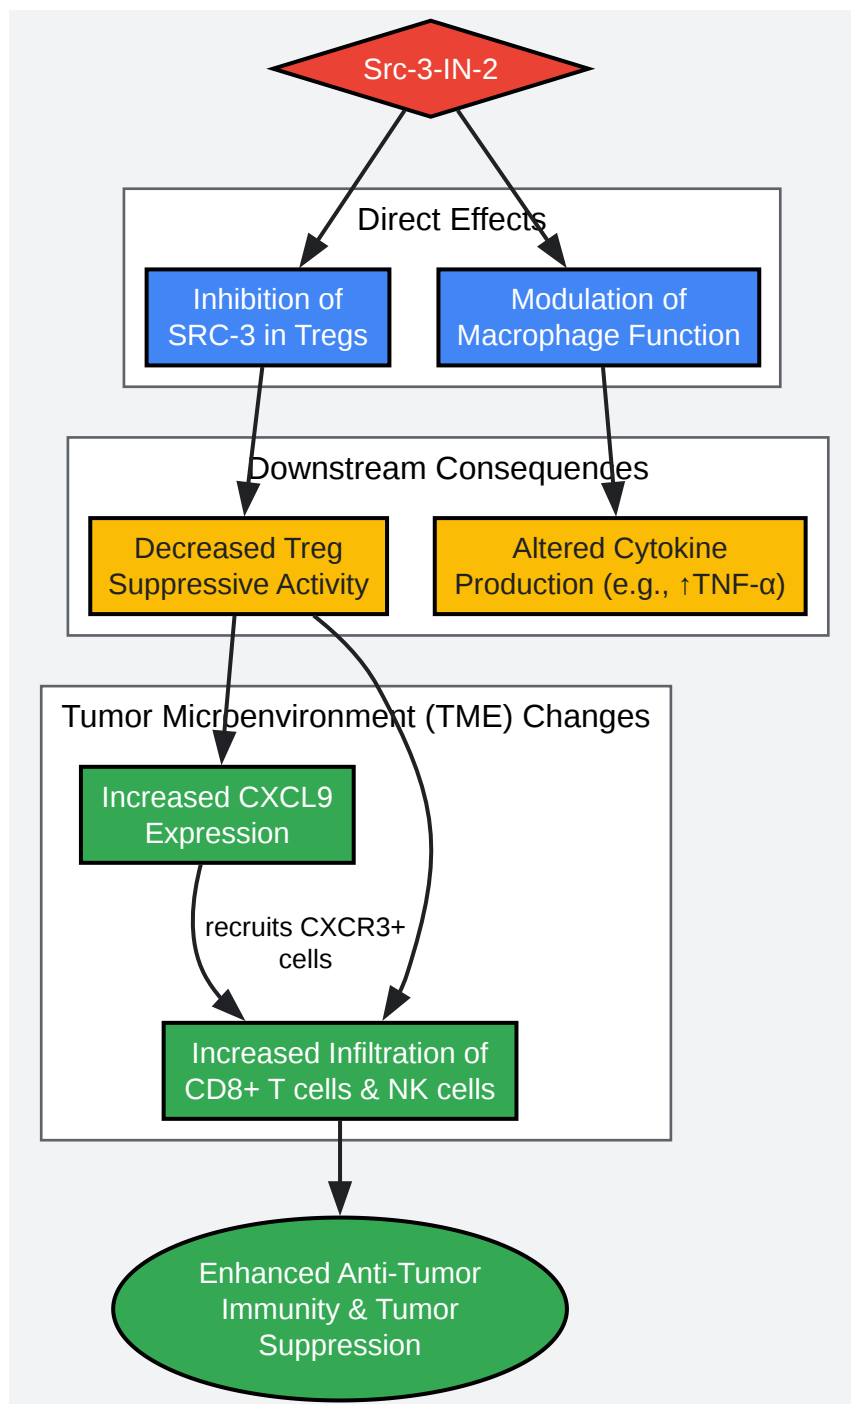 Src-3-IN-2
Direct Effects
Inhibition of
SRC-3 in Tregs
Modulation of
Macrophage Function
Downstream Consequences
Decreased Treg
Suppressive Activity
Altered Cytokine
Production (e.g., ↑TNF-α)
Tumor Microenvironment (TME) Changes
Increased CXCL9
Expression
recruits CXCR3+
cells
Increased Infiltration of
CD8+ T cells & NK cells
Enhanced Anti-Tumor
Immunity & Tumor
Suppression